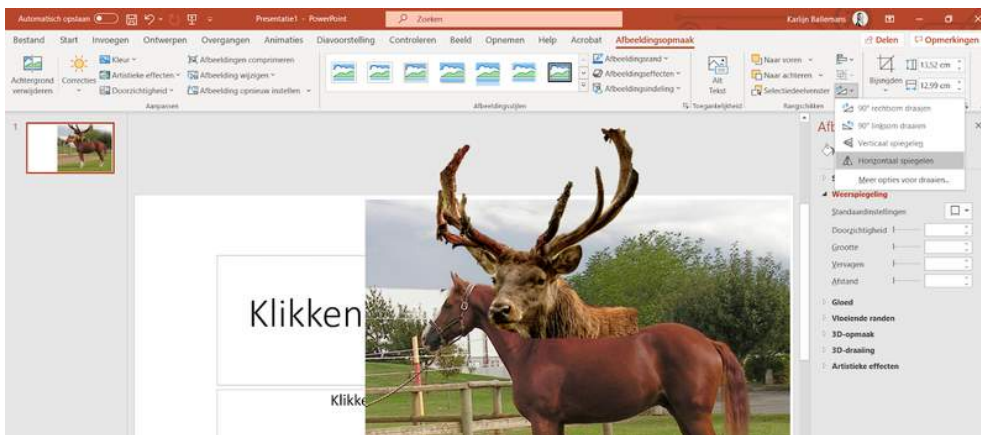 Automatisch opslaan
Presentatie1 - PowerPoint
Zoeken
Karlijn Ballemans
Bestand Start Invoegen Ontwerpen Overgangen Animaties Diavoorstelling Controleren Beeld Opnemen Help Acrobat Afbeeldingsopmaak Delen Opmerkingen
Achtergrond verwijderen
Correcties
Kleur
Artistieke effecten
Doorzichtigheid
Afbeeldingen comprimeren
Afbeelding wijzigen
Afbeelding opnieuw instellen
Aanpassen
Afbeeldingsstijlen
Afbeeldingsrand
Afbeeldingseffecten
Afbeeldingsindeling
Alt
Tekst
Toegankelijkheid
Naar voren
Naar achteren
Selectiedeelvenster
Rangschikken
Bijsnijden
13,52 cm
12,99 cm
90° rechtsom draaien
90° linksom draaien
Verticaal spiegelen
Horizontaal spiegelen
Meer opties voor draaien...
1
Afb
S
Weerspiegeling
Standaardinstellingen
Doorzichtigheid
Grootte
Vervagen
Afstand
Gloed
Vloeiende randen
3D-opmaak
3D-draaiing
Artistieke effecten
Klikken
Klikke